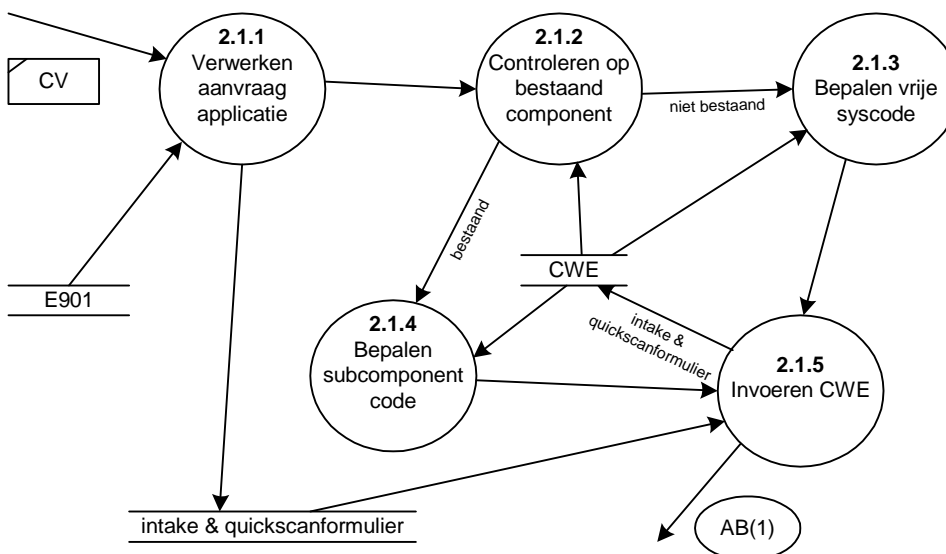 2.1.1
Verwerken
aanvraag
applicatie
2.1.2
Controleren op
bestaand
component
2.1.3
Bepalen vrije
syscode
CV
niet bestaand
bestaand
CWE
E901
2.1.4
Bepalen
subcomponent
code
intake &
quickscanformulier
2.1.5
Invoeren CWE
intake & quickscanformulier
AB(1)